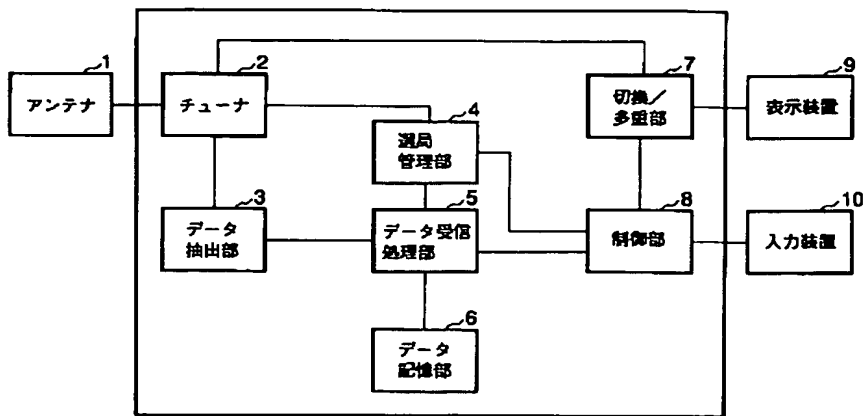 1
アンテナ
2
チューナ
3
データ
抽出部
4
選局
管理部
5
データ受信
処理部
6
データ
記憶部
7
切換／
多重部
8
制御部
9
表示装置
10
入力装置